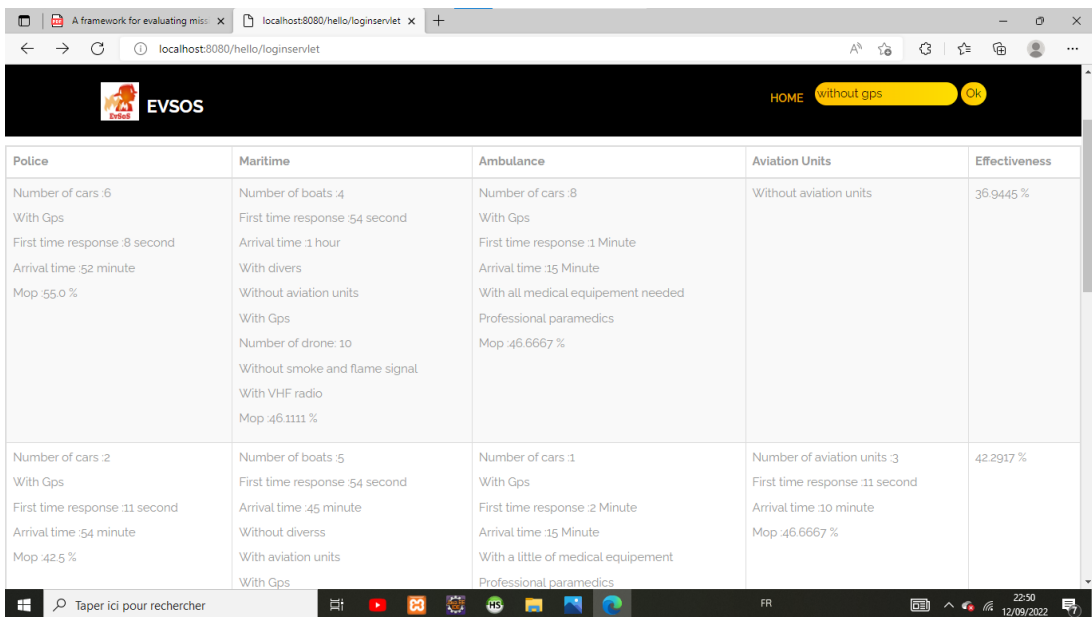 A framework for evaluating miss
localhost:8080/hello/loginservlet
localhost:8080/hello/loginservlet
EvSoS
EVSOS
HOME
without gps
Ok
Police
Maritime
Ambulance
Aviation Units
Effectiveness
Number of cars :6
With Gps
First time response :8 second
Arrival time :52 minute
Mop :55.0 %
Number of boats :4
First time response :54 second
Arrival time :1 hour
With divers
Without aviation units
With Gps
Number of drone: 10
Without smoke and flame signal
With VHF radio
Mop :46.1111 %
Number of cars :8
With Gps
First time response :1 Minute
Arrival time :15 Minute
With all medical equipement needed
Professional paramedics
Mop :46.6667 %
Without aviation units
36.9445 %
Number of cars :2
With Gps
First time response :11 second
Arrival time :54 minute
Mop :42.5 %
Number of boats :5
First time response :54 second
Arrival time :45 minute
Without diverss
With aviation units
With Gps
Number of cars :1
With Gps
First time response :2 Minute
Arrival time :15 Minute
With a little of medical equipement
Professional paramedics
Number of aviation units :3
First time response :11 second
Arrival time :10 minute
Mop :46.6667 %
42.2917 %
Taper ici pour rechercher
HS
FR
22:50
12/09/2022
7